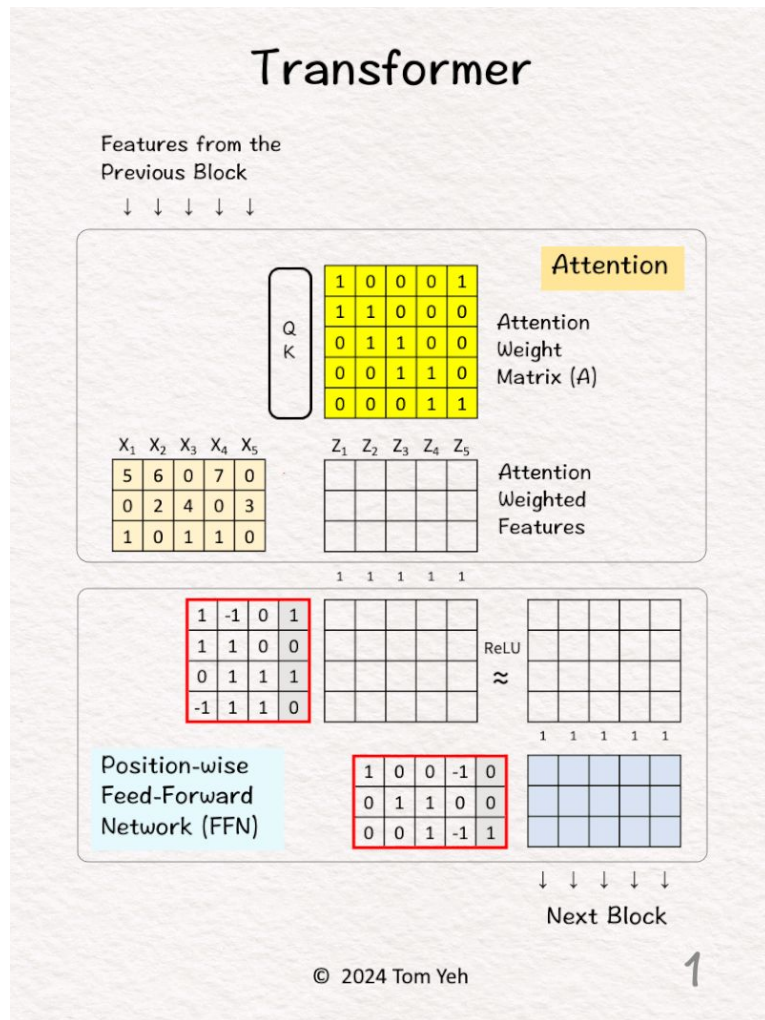 Transformer
Features from the
Previous Block
↓ ↓ ↓ ↓ ↓
Attention
Q
K
1 0 0 0 1
1 1 0 0 0
0 1 1 0 0
0 0 1 1 0
0 0 0 1 1
Attention
Weight
Matrix (A)
X₁ X₂ X₃ X₄ X₅
5 6 0 7 0
0 2 4 0 3
1 0 1 1 0
Z₁ Z₂ Z₃ Z₄ Z₅
Attention
Weighted
Features
1 1 1 1 1
1 -1 0 1
1 1 0 0
0 1 1 1
-1 1 1 0
ReLU
≈
1 1 1 1 1
Position-wise
Feed-Forward
Network (FFN)
1 0 0 -1 0
0 1 1 0 0
0 0 1 -1 1
↓ ↓ ↓ ↓ ↓
Next Block
© 2024 Tom Yeh
1